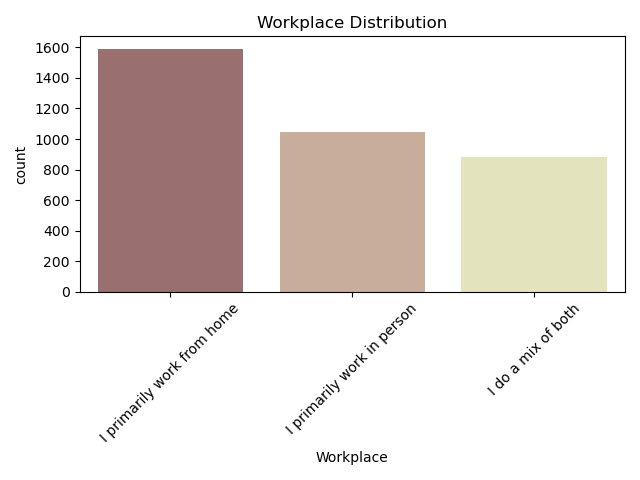 Workplace Distribution
count
1600
1400
1200
1000
800
600
400
200
0
I primarily work from home
I primarily work in person
I do a mix of both
Workplace